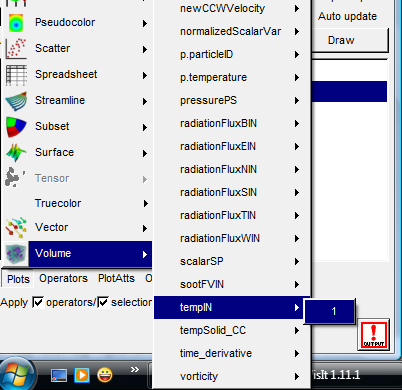 Pseudocolor
Scatter
Spreadsheet
Streamline
Subset
Surface
Tensor
Truecolor
Vector
Volume
newCCWVelocity
normalizedScalarVar
p.particleID
p.temperature
pressurePS
radiationFluxBIN
radiationFluxEIN
radiationFluxNIN
radiationFluxSIN
radiationFluxTIN
radiationFluxWIN
scalarSP
sootFVIN
tempIN
tempSolid_CC
time_derivative
vorticity
1
Auto update
Draw
Plots Operators PlotAtts
Apply operators/ selection
OUTPUT
VisIt 1.11.1